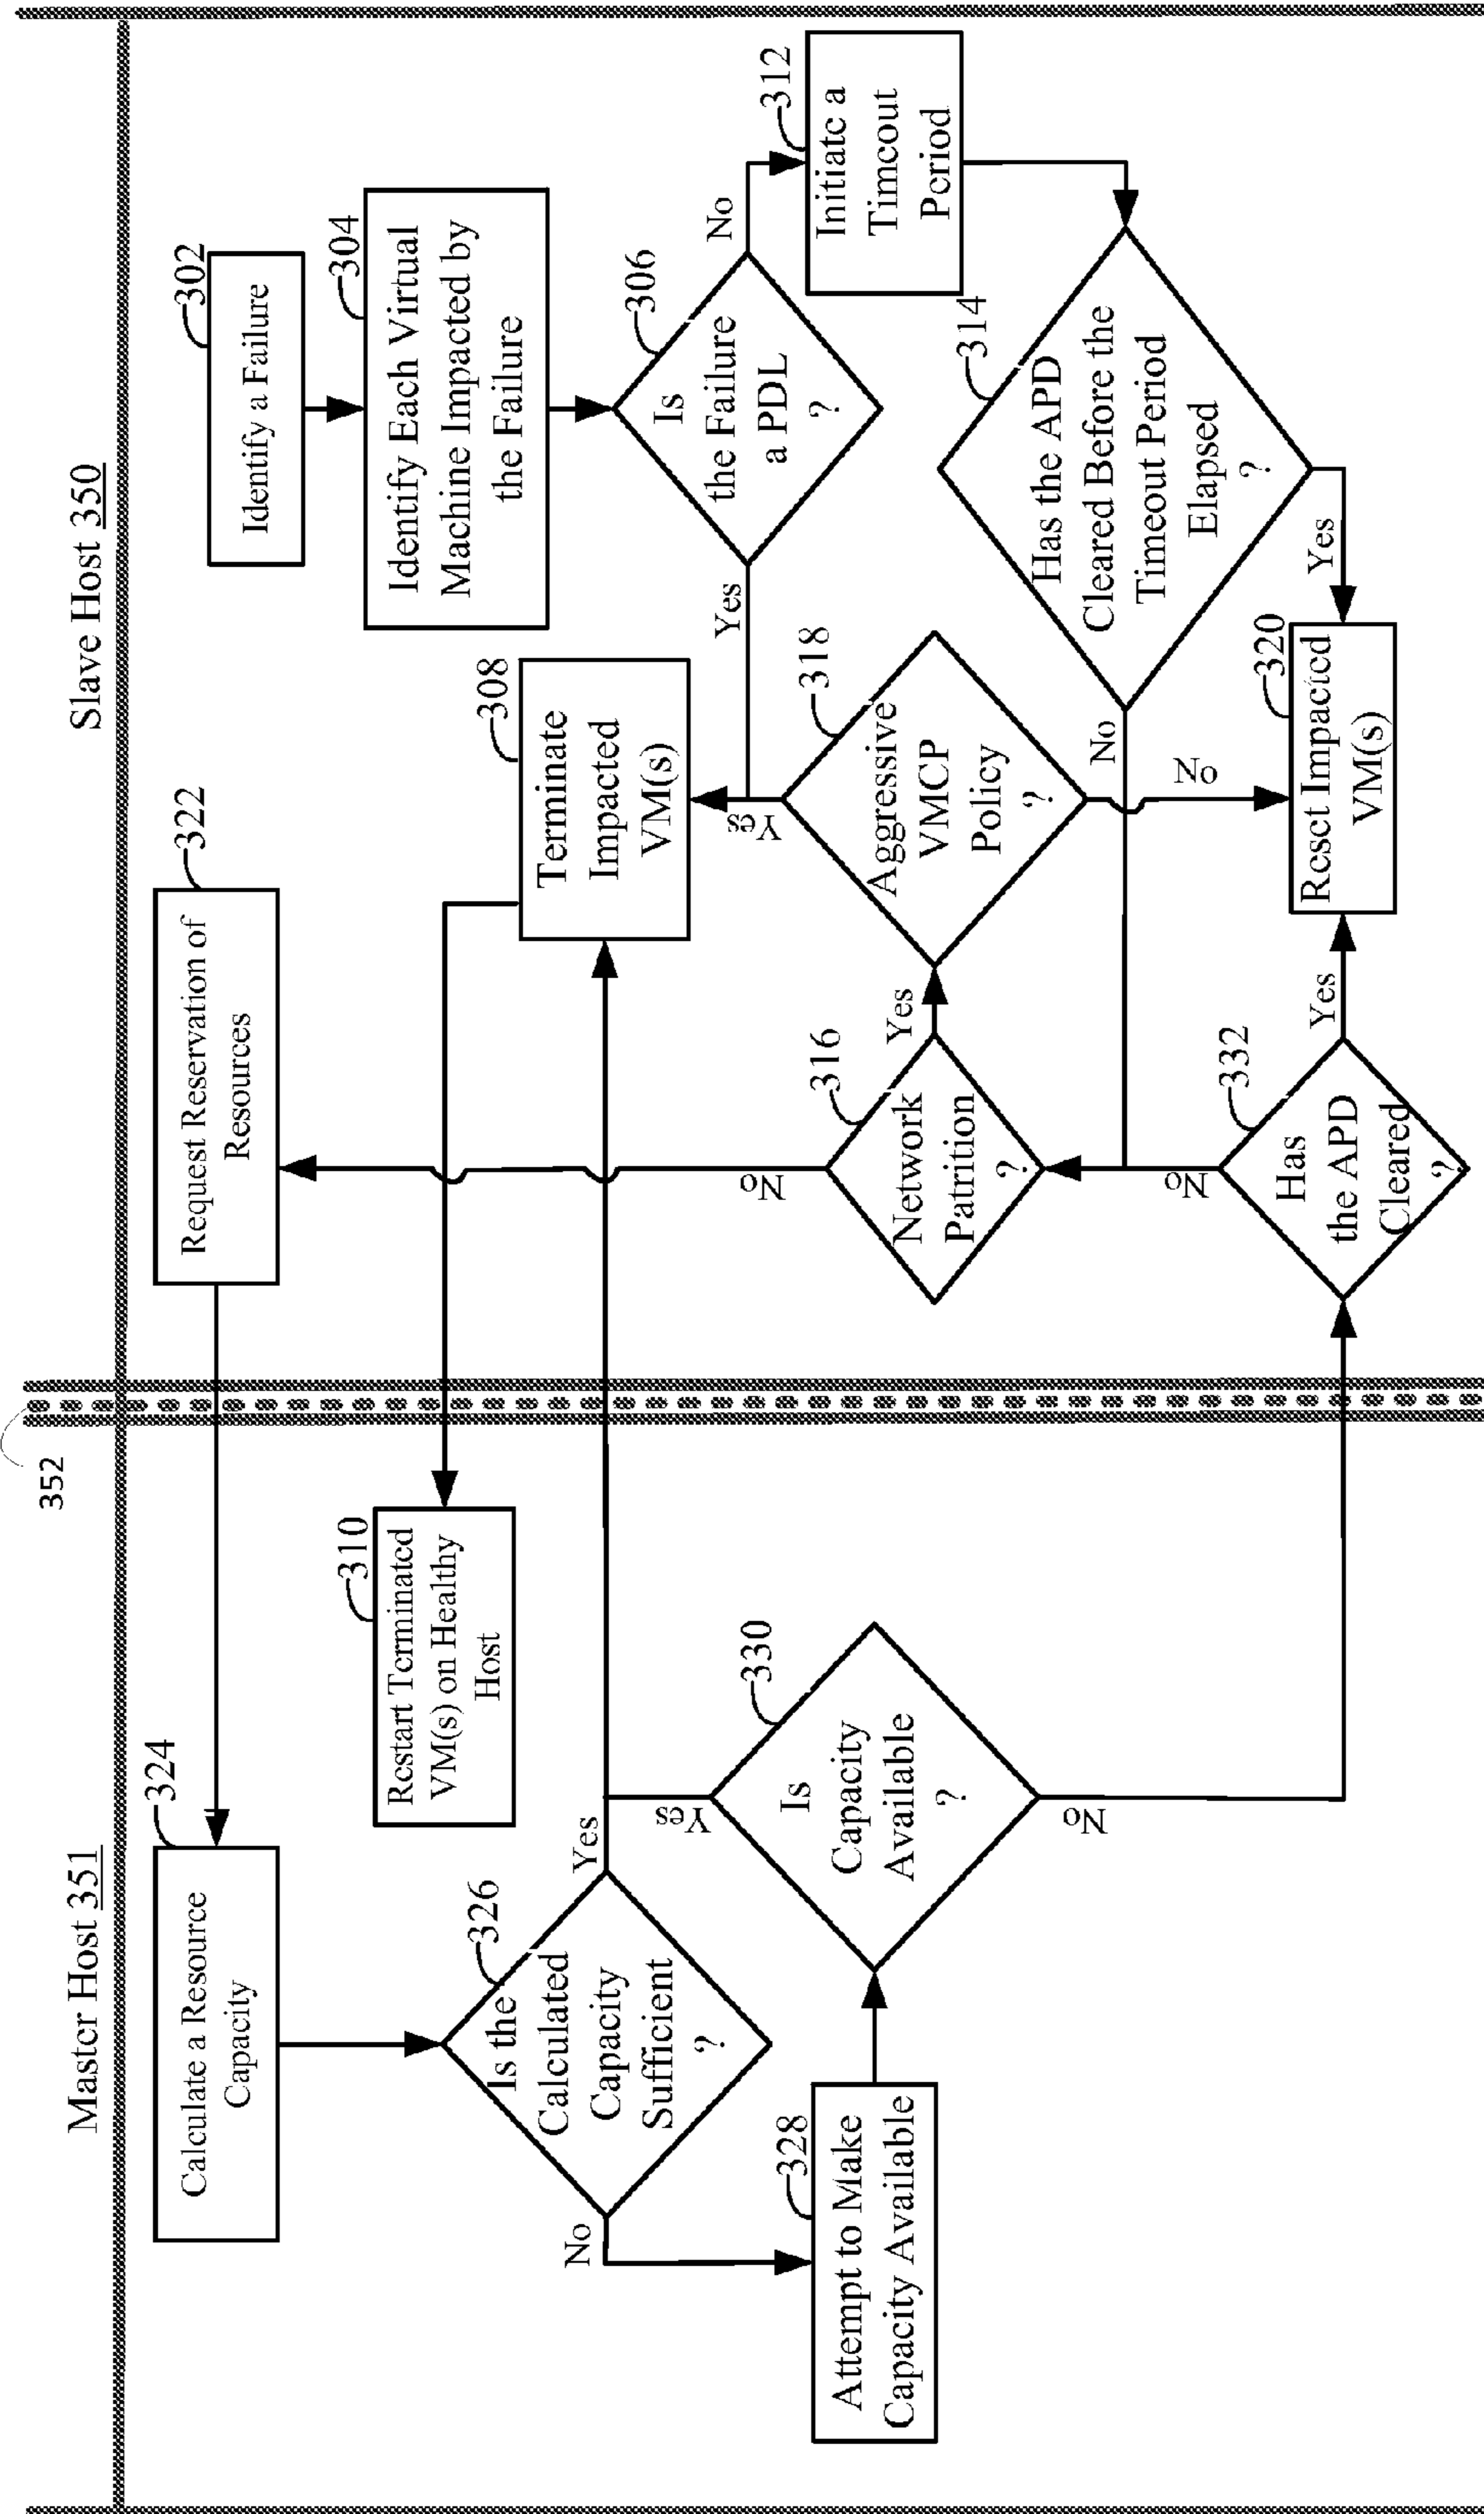 Master Host 351
352
Slave Host 350
302
Identify a Failure
304
Identify Each Virtual
Machine Impacted by
the Failure
306
Is
the Failure
a PDL
?
Yes
No
308
Terminate
Impacted
VM(s)
310
Restart Terminated
VM(s) on Healthy
Host
312
Initiate a
Timeout
Period
314
Has the APD
Cleared Before the
Timeout Period
Elapsed
?
No
Yes
316
Network
Patrition
?
No
Yes
318
Aggressive
VMCP
Policy
?
Yes
No
320
Reset Impacted
VM(s)
322
Request Reservation of
Resources
324
Calculate a Resource
Capacity
326
Is the
Calculated
Capacity
Sufficient
?
No
Yes
328
Attempt to Make
Capacity Available
330
Is
Capacity
Available
?
Yes
No
332
Has
the APD
Cleared
?
No
Yes